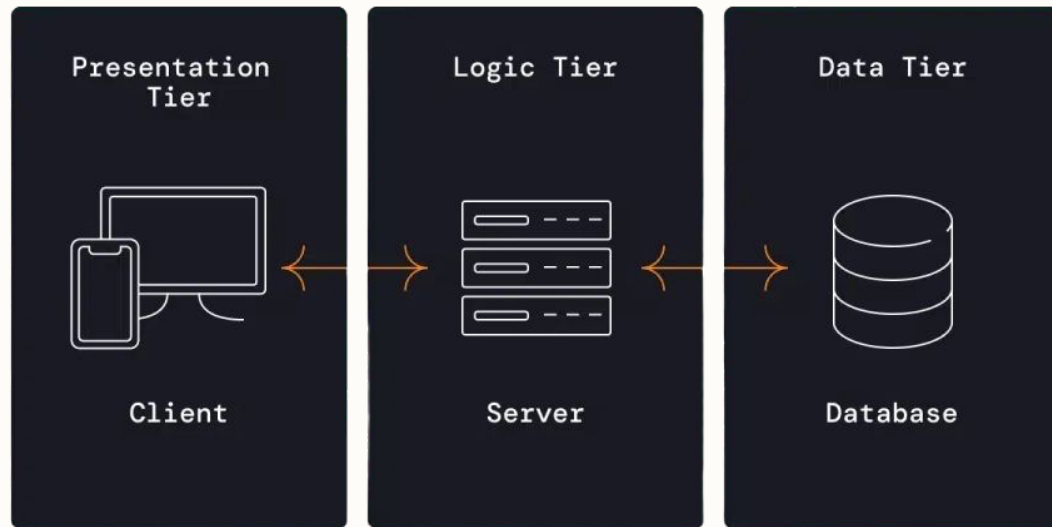 Presentation
Tier
Client
Logic Tier
Server
Data Tier
Database